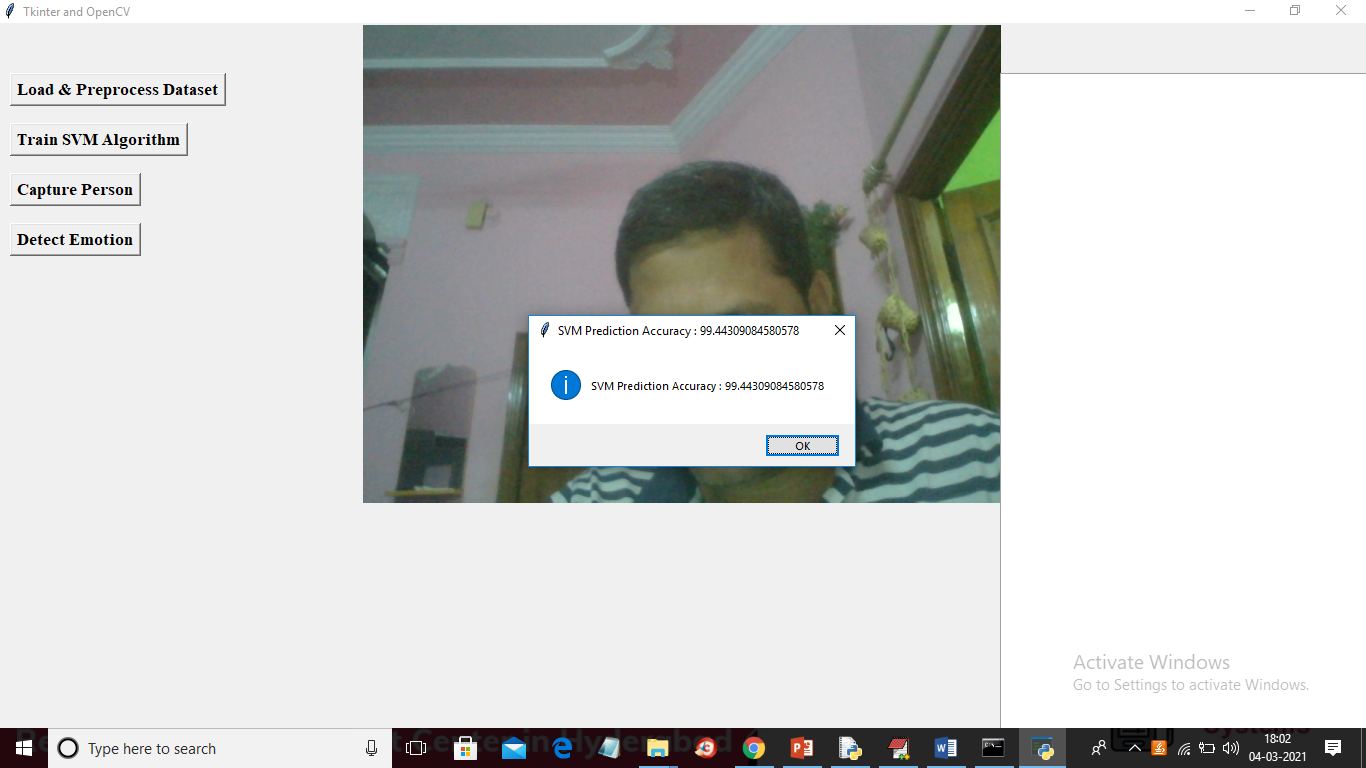 Tkinter and OpenCV
Load & Preprocess Dataset
Train SVM Algorithm
Capture Person
Detect Emotion
SVM Prediction Accuracy : 99.44309084580578
SVM Prediction Accuracy : 99.44309084580578
OK
Activate Windows
Go to Settings to activate Windows.
Type here to search
18:02
04-03-2021